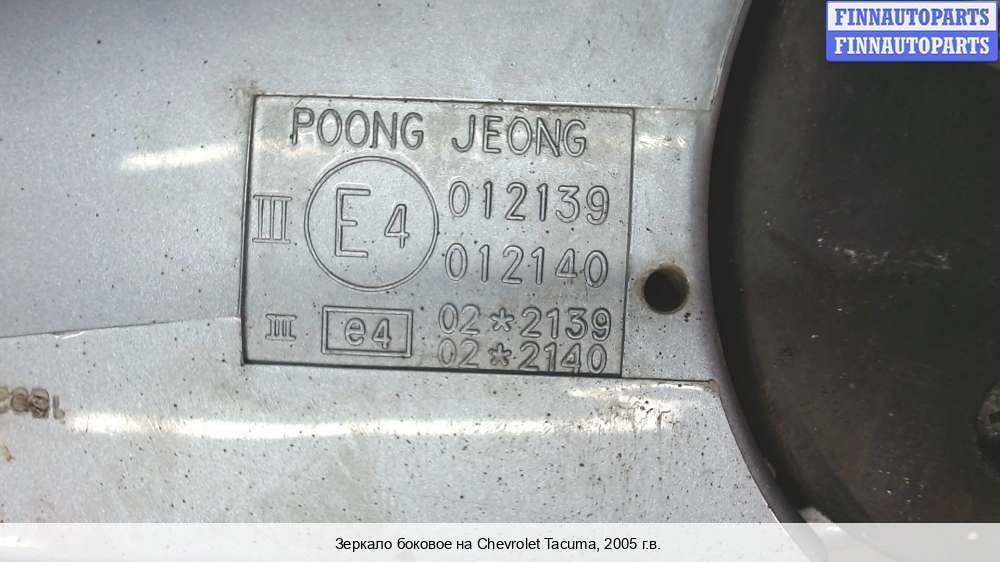 FINNAUTOPARTS
FINNAUTOPARTS
POONG JEONG
III E4 012139
012140
III e4 02*2139
02*2140
Зеркало боковое на Chevrolet Tacuma, 2005 г.в.